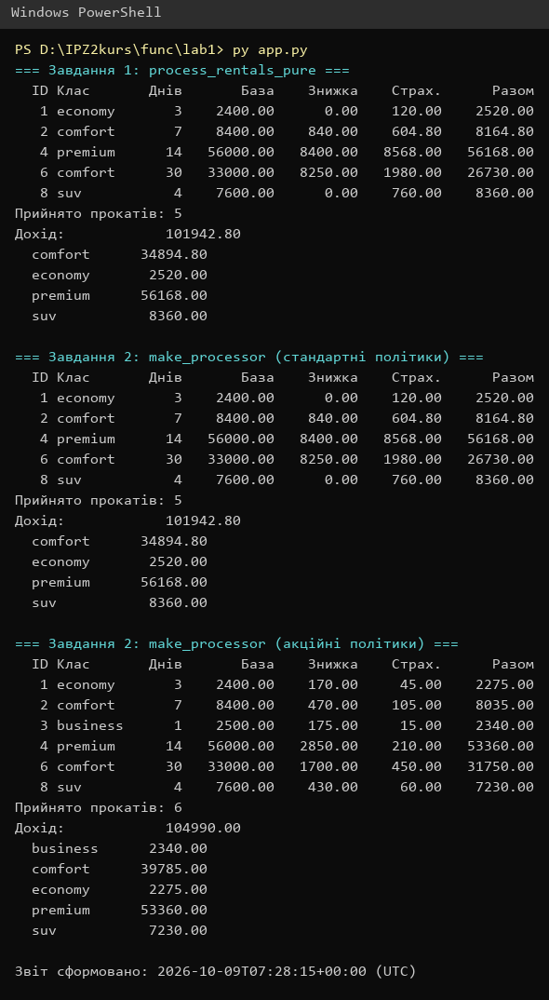 Windows PowerShell
PS D:\IPZ2kurs\func\lab1> py app.py
=== Завдання 1: process_rentals_pure ===
ID Клас Днів База Знижка Страх. Разом
1 economy 3 2400.00 0.00 120.00 2520.00
2 comfort 7 8400.00 840.00 604.80 8164.80
4 premium 14 56000.00 8400.00 8568.00 56168.00
6 comfort 30 33000.00 8250.00 1980.00 26730.00
8 suv 4 7600.00 0.00 760.00 8360.00
Прийнято прокатів: 5
Дохід: 101942.80
comfort 34894.80
economy 2520.00
premium 56168.00
suv 8360.00
=== Завдання 2: make_processor (стандартні політики) ===
ID Клас Днів База Знижка Страх. Разом
1 economy 3 2400.00 0.00 120.00 2520.00
2 comfort 7 8400.00 840.00 604.80 8164.80
4 premium 14 56000.00 8400.00 8568.00 56168.00
6 comfort 30 33000.00 8250.00 1980.00 26730.00
8 suv 4 7600.00 0.00 760.00 8360.00
Прийнято прокатів: 5
Дохід: 101942.80
comfort 34894.80
economy 2520.00
premium 56168.00
suv 8360.00
=== Завдання 2: make_processor (акційні політики) ===
ID Клас Днів База Знижка Страх. Разом
1 economy 3 2400.00 170.00 45.00 2275.00
2 comfort 7 8400.00 470.00 105.00 8035.00
3 business 1 2500.00 175.00 15.00 2340.00
4 premium 14 56000.00 2850.00 210.00 53360.00
6 comfort 30 33000.00 1700.00 450.00 31750.00
8 suv 4 7600.00 430.00 60.00 7230.00
Прийнято прокатів: 6
Дохід: 104990.00
business 2340.00
comfort 39785.00
economy 2275.00
premium 53360.00
suv 7230.00
Звіт сформовано: 2026-10-09T07:28:15+00:00 (UTC)